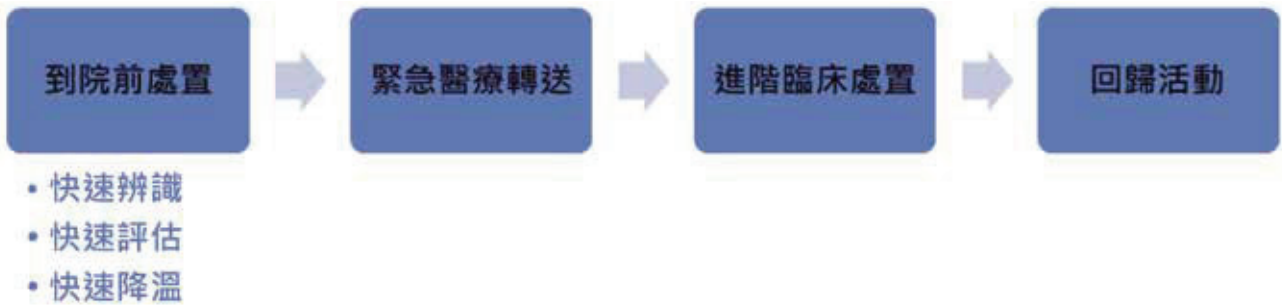 到院前處置
緊急醫療轉送
進階臨床處置
回歸活動
• 快速辨識
• 快速評估
• 快速降溫